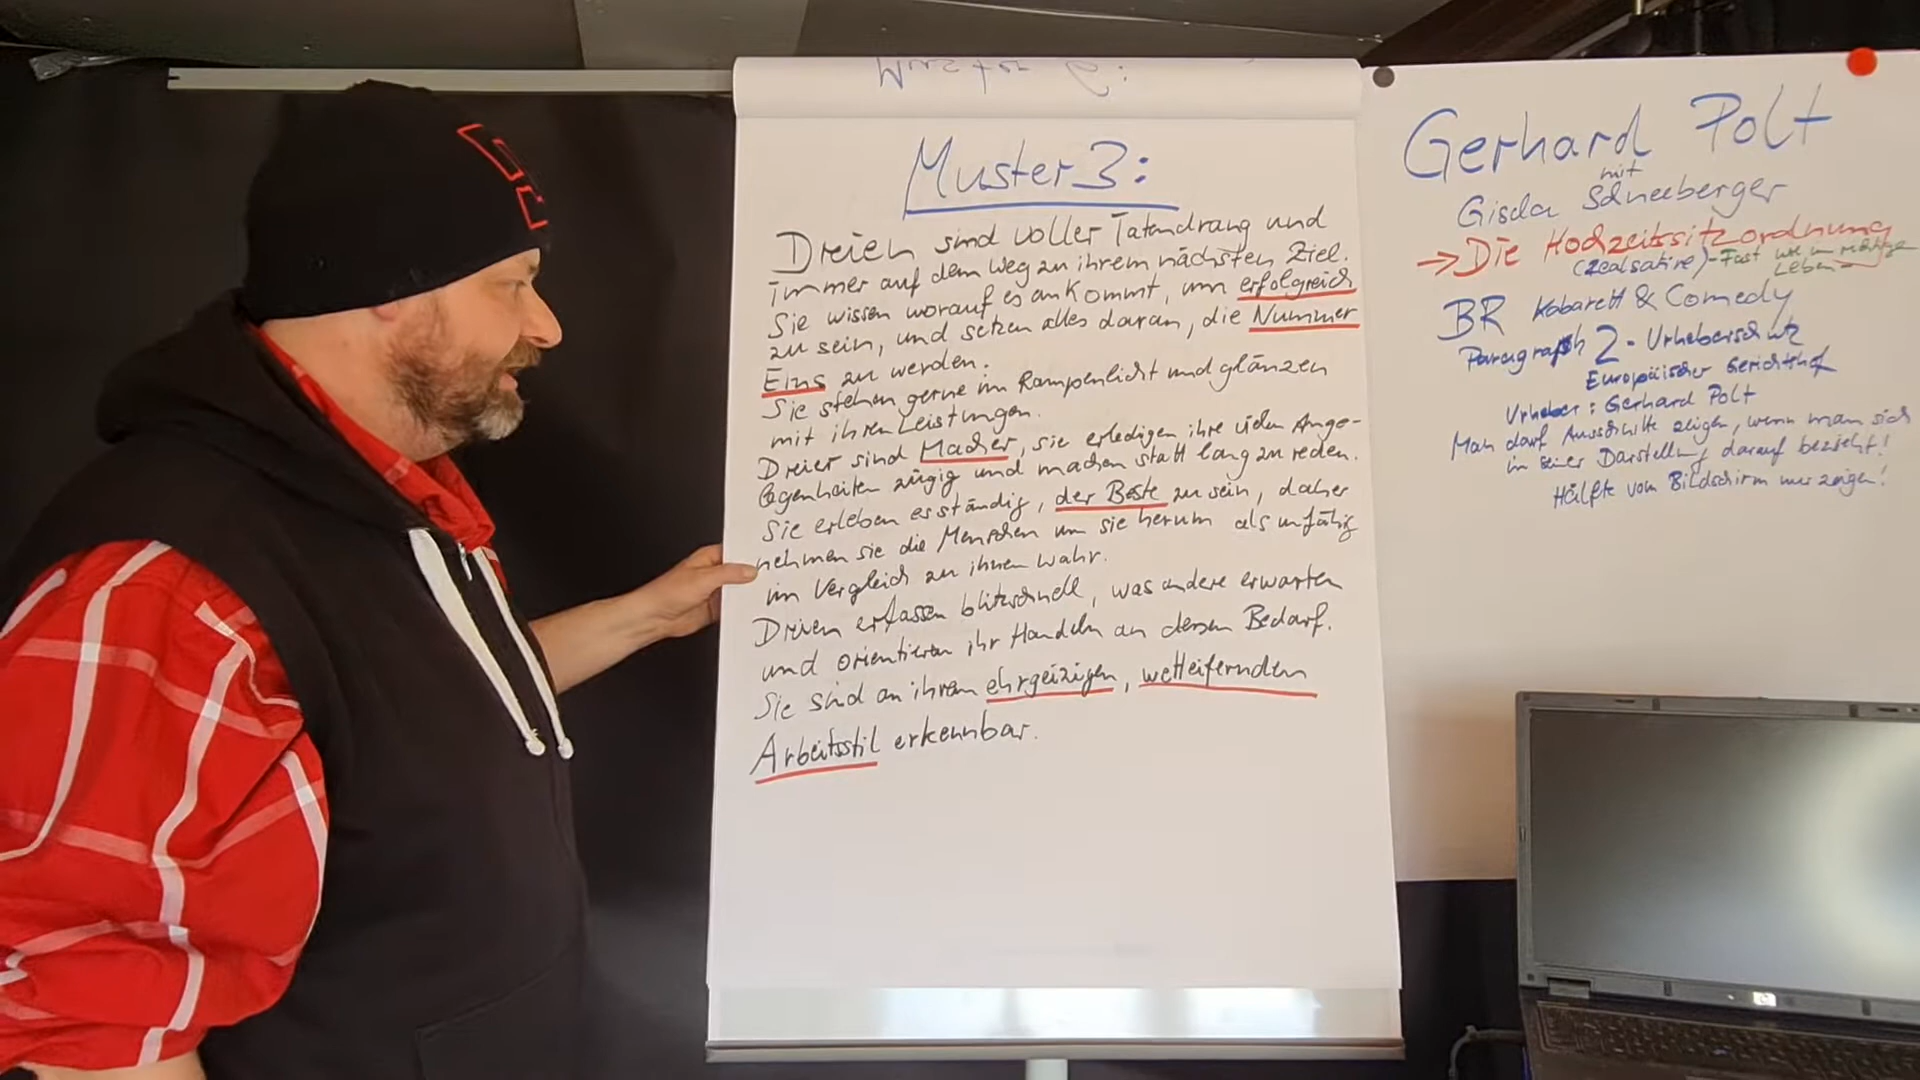 Muster 3:
Dreien sind voller Tatendrang und
immer auf dem Weg zu ihrem nächsten Ziel.
Sie wissen worauf es ankommt, um erfolgreich
zu sein, und setzen alles daran, die Nummer
Eins zu werden.
Sie stehen gerne im Rampenlicht und glänzen
mit ihren Leistungen.
Dreier sind Macher, sie erledigen ihre vielen Ange-
legenheiten zügig und machen statt lang zu reden.
Sie erleben es ständig, der Beste zu sein, daher
nehmen sie die Menschen um sie herum als unfähig
im Vergleich zu ihnen wahr.
Dreien erfassen blitzschnell, was andere erwarten
und orientieren ihr Handeln an dessen Bedarf.
Sie sind an ihrem ehrgeizigen, wetteifernden
Arbeitsstil erkennbar.
Gerhard Polt
mit
Gisela Schneeberger
→ Die Hochzeitssitzordnung
(Realsatire) - Fast wie im richtigen
Leben -
BR Kabarett & Comedy
Paragraph 2 - Urheberschutz
Europäischer Gerichtshof
Urheber: Gerhard Polt
Man darf Ausschnitte zeigen, wenn man sich
in seiner Darstellung darauf bezieht!
Hälfte vom Bildschirm nur zeigen!